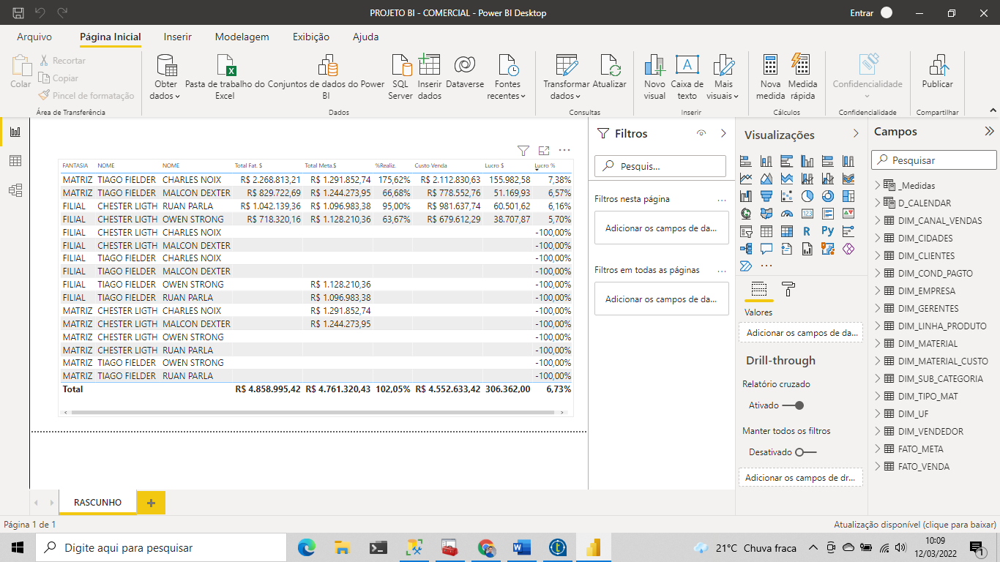 PROJETO BI - COMERCIAL - Power BI Desktop
Entrar
Arquivo Página Inicial Inserir Modelagem Exibição Ajuda
Colar
Recortar
Copiar
Pincel de formatação
Área de Transferência
Obter dados
Pasta de trabalho do Excel
Conjuntos de dados do Power BI
SQL Server
Inserir dados
Dataverse
Fontes recentes
Dados
Transformar dados
Atualizar
Consultas
Novo visual
Caixa de texto
Mais visuais
Inserir
Nova medida
Medida rápida
Cálculos
Confidencialidade
Confidencialidade
Publicar
Compartilhar
FANTASIA NOME NOME Total Fat. $ Total Meta.$ %Realiz. Custo Venda Lucro $ Lucro %
MATRIZ TIAGO FIELDER CHARLES NOIX R$ 2.268.813,21 R$ 1.291.852,74 175,62% R$ 2.112.830,63 155.982,58 7,38%
MATRIZ TIAGO FIELDER MALCON DEXTER R$ 829.722,69 R$ 1.244.273,95 66,68% R$ 778.552,76 51.169,93 6,57%
FILIAL CHESTER LIGTH RUAN PARLA R$ 1.042.139,36 R$ 1.096.983,38 95,00% R$ 981.637,74 60.501,62 6,16%
FILIAL CHESTER LIGTH OWEN STRONG R$ 718.320,16 R$ 1.128.210,36 63,67% R$ 679.612,29 38.707,87 5,70%
FILIAL CHESTER LIGTH CHARLES NOIX -100,00%
FILIAL CHESTER LIGTH MALCON DEXTER -100,00%
FILIAL TIAGO FIELDER CHARLES NOIX -100,00%
FILIAL TIAGO FIELDER MALCON DEXTER -100,00%
FILIAL TIAGO FIELDER OWEN STRONG R$ 1.128.210,36 -100,00%
FILIAL TIAGO FIELDER RUAN PARLA R$ 1.096.983,38 -100,00%
MATRIZ CHESTER LIGTH CHARLES NOIX R$ 1.291.852,74 -100,00%
MATRIZ CHESTER LIGTH MALCON DEXTER R$ 1.244.273,95 -100,00%
MATRIZ CHESTER LIGTH OWEN STRONG -100,00%
MATRIZ CHESTER LIGTH RUAN PARLA -100,00%
MATRIZ TIAGO FIELDER OWEN STRONG -100,00%
MATRIZ TIAGO FIELDER RUAN PARLA -100,00%
Total R$ 4.858.995,42 R$ 4.761.320,43 102,05% R$ 4.552.633,42 306.362,00 6,73%
Filtros
Pesquis...
Filtros nesta página ...
Adicionar os campos de da...
Filtros em todas as páginas ...
Adicionar os campos de da...
Visualizações
R Py
...
Valores
Adicionar os campos de da...
Drill-through
Relatório cruzado
Ativado
Manter todos os filtros
Desativado
Adicionar os campos de dr...
Campos
Pesquisar
_Medidas
D_CALENDAR
DIM_CANAL_VENDAS
DIM_CIDADES
DIM_CLIENTES
DIM_COND_PAGTO
DIM_EMPRESA
DIM_GERENTES
DIM_LINHA_PRODUTO
DIM_MATERIAL
DIM_MATERIAL_CUSTO
DIM_SUB_CATEGORIA
DIM_TIPO_MAT
DIM_UF
DIM_VENDEDOR
FATO_META
FATO_VENDA
RASCUNHO
Página 1 de 1
Atualização disponível (clique para baixar)
Digite aqui para pesquisar
21°C Chuva fraca
10:09
12/03/2022
1